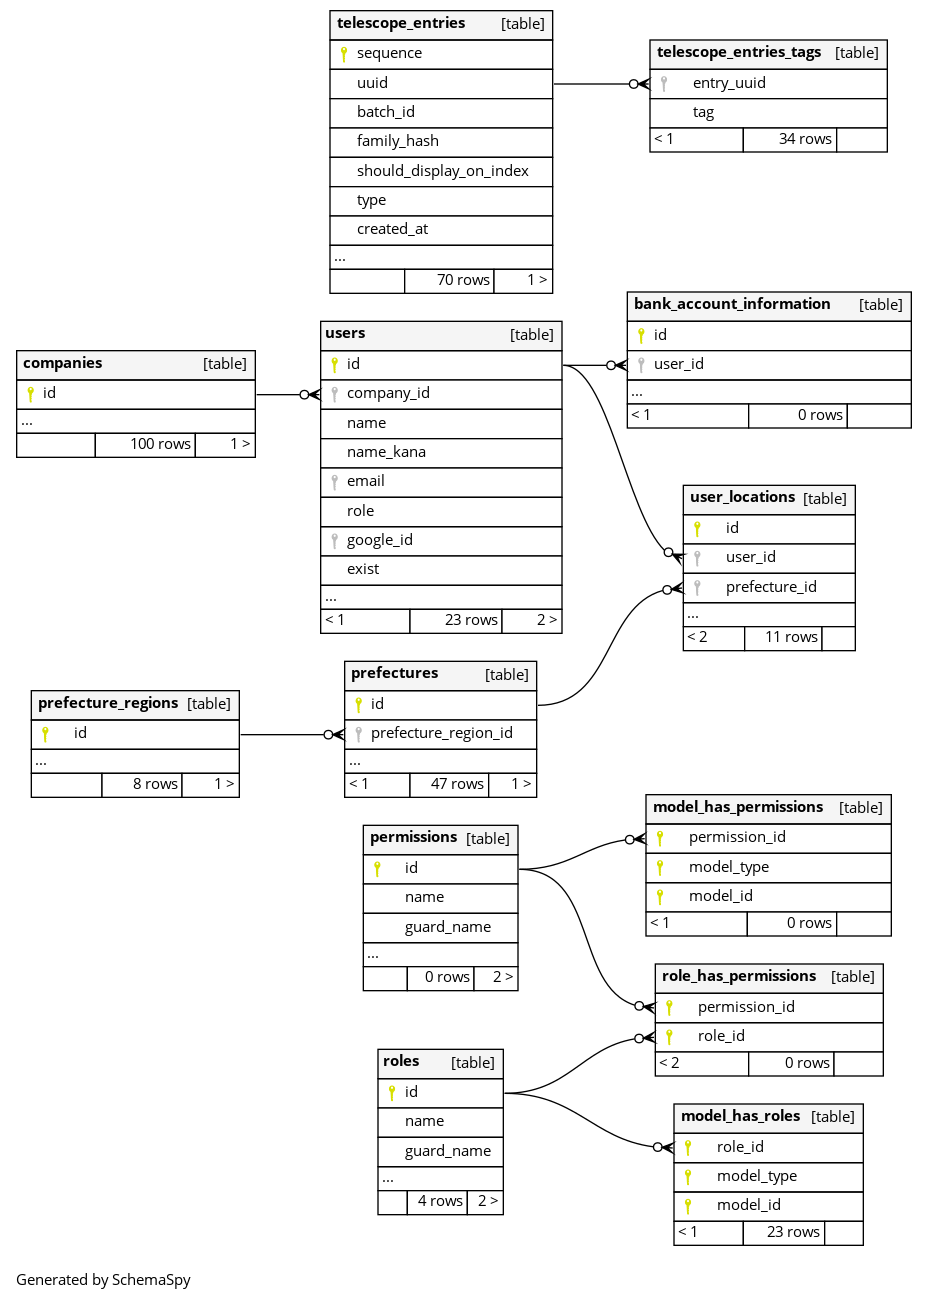 telescope_entries [table]
sequence
uuid
batch_id
family_hash
should_display_on_index
type
created_at
...
70 rows 1 >
telescope_entries_tags [table]
entry_uuid
tag
< 1 34 rows
bank_account_information [table]
id
user_id
...
< 1 0 rows
users [table]
id
company_id
name
name_kana
email
role
google_id
exist
...
< 1 23 rows 2 >
companies [table]
id
...
100 rows 1 >
user_locations [table]
id
user_id
prefecture_id
...
< 2 11 rows
prefectures [table]
id
prefecture_region_id
...
< 1 47 rows 1 >
prefecture_regions [table]
id
...
8 rows 1 >
model_has_permissions [table]
permission_id
model_type
model_id
< 1 0 rows
permissions [table]
id
name
guard_name
...
0 rows 2 >
role_has_permissions [table]
permission_id
role_id
< 2 0 rows
roles [table]
id
name
guard_name
...
4 rows 2 >
model_has_roles [table]
role_id
model_type
model_id
< 1 23 rows
Generated by SchemaSpy